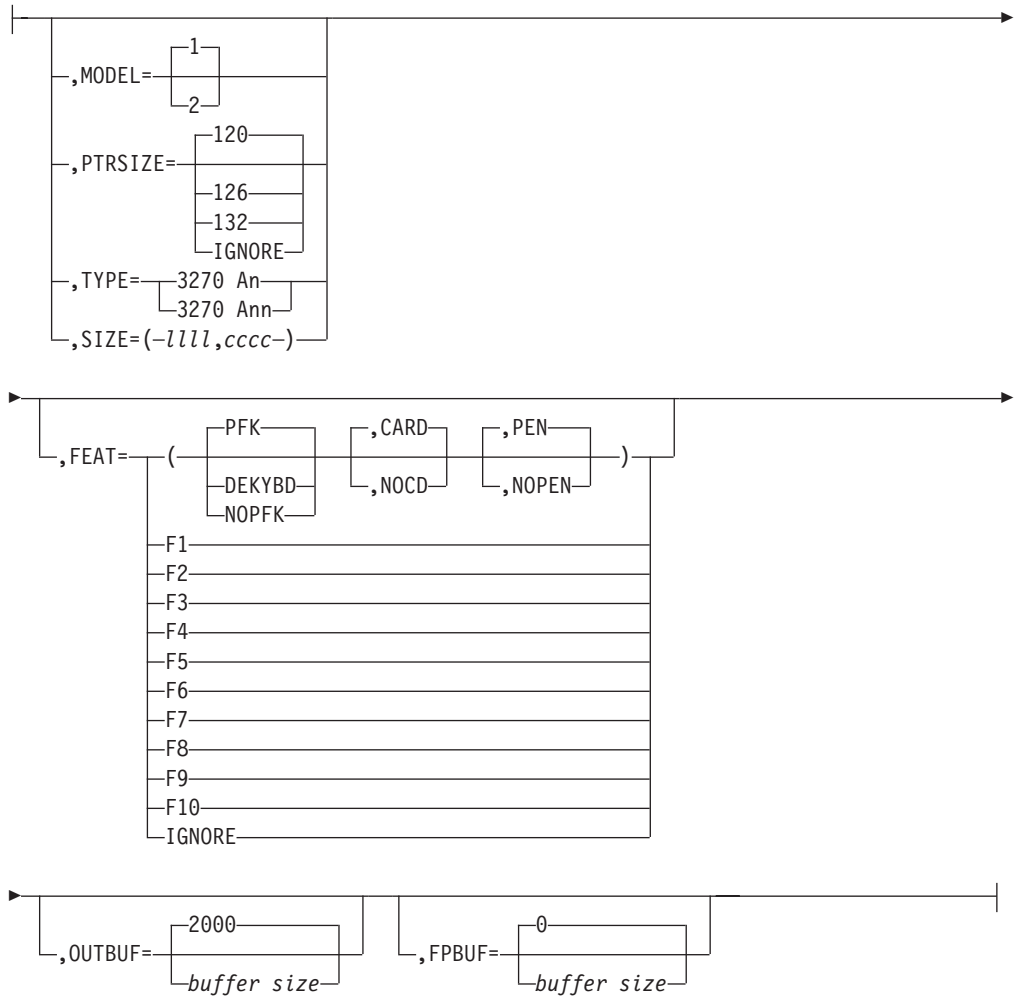 1
,MODEL=
2
120
,PTRSIZE=
126
132
IGNORE
,TYPE= 3270 An
3270 Ann
,SIZE=( llll,cccc )
PFK ,CARD ,PEN
,FEAT= ( )
DEKYBD ,NOCD ,NOPEN
NOPFK
F1
F2
F3
F4
F5
F6
F7
F8
F9
F10
IGNORE
2000 0
,OUTBUF= ,FPBUF=
buffer size buffer size